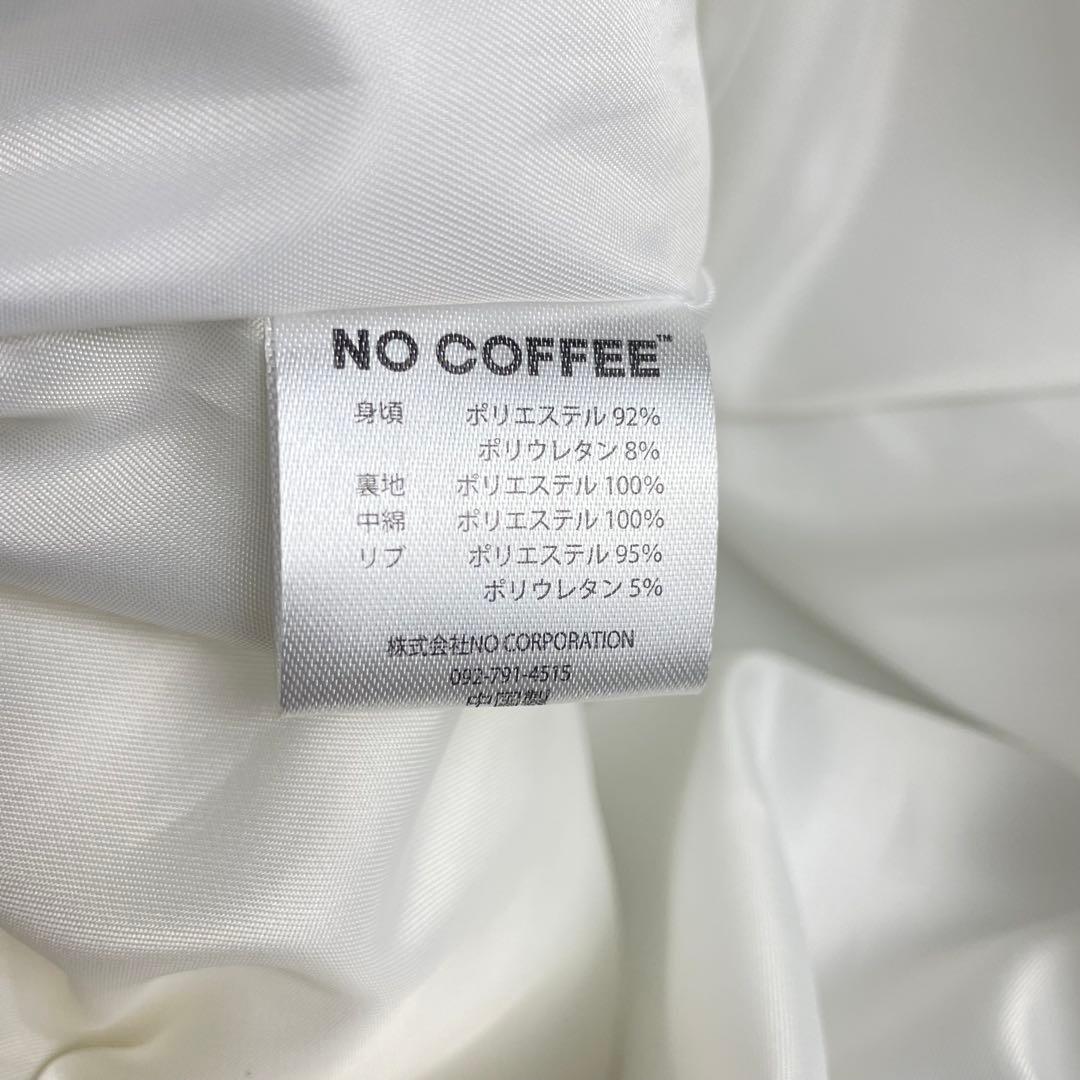 NO COFFEE™
身頃 ポリエステル 92%
ポリウレタン 8%
裏地 ポリエステル 100%
中綿 ポリエステル 100%
リブ ポリエステル 95%
ポリウレタン 5%
株式会社NO CORPORATION
092-791-4515
中国製